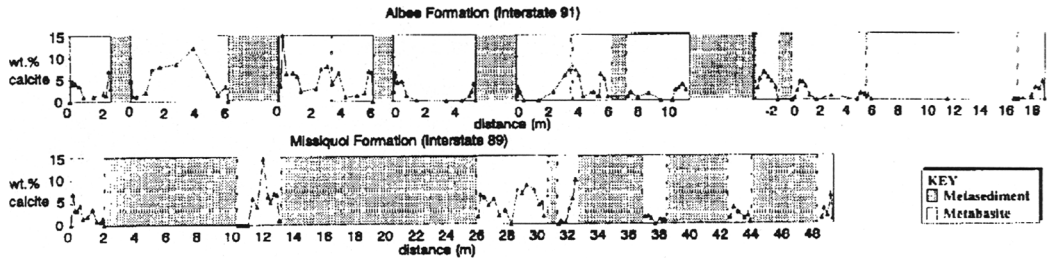 Albee Formation (Interstate 91)
15
10
5
0
wt.%
calcite
0 2 0 2 4 6 0 2 4 6 0 2 4 6 0 2 4 6 8 10 -2 0 2 4 6 8 10 12 14 16 18
distance (m)
Missiquoi Formation (Interstate 89)
15
10
5
0
wt.%
calcite
0 2 4 6 8 10 12 14 16 18 20 22 24 26 28 30 32 34 36 38 40 42 44 46 48
distance (m)
KEY
Metasediment
Metabasite